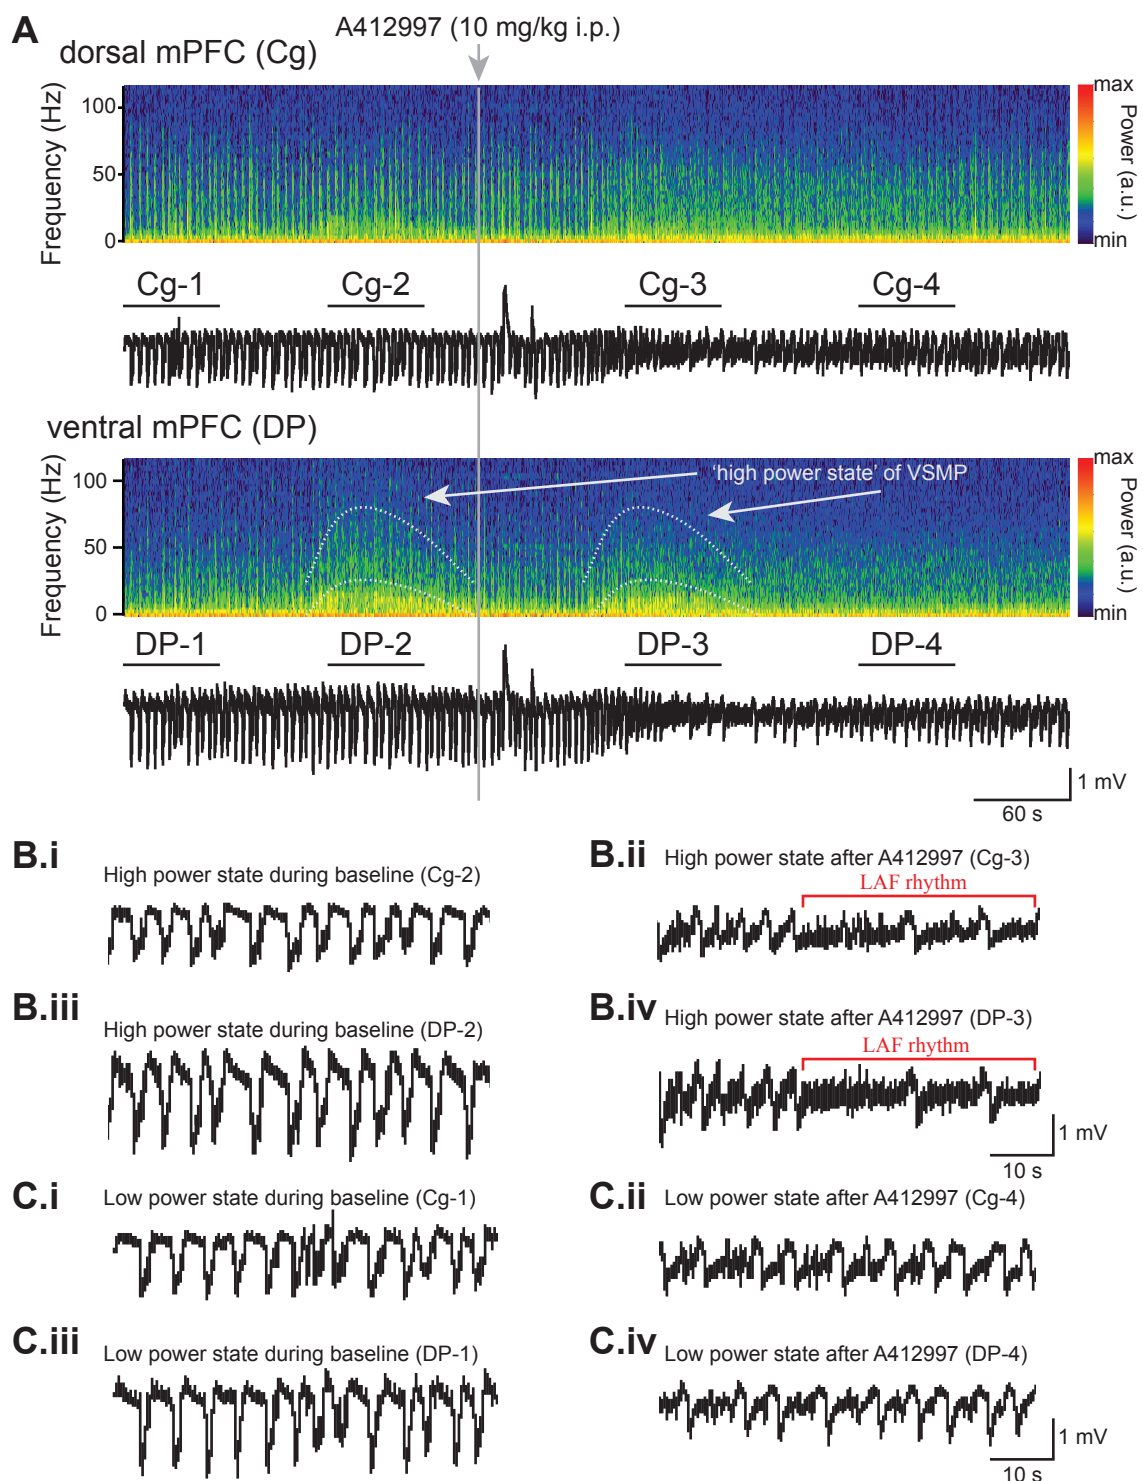 A
A412997 (10 mg/kg i.p.)
dorsal mPFC (Cg)
Frequency (Hz)
100
50
0
max
Power (a.u.)
min
Cg-1
Cg-2
Cg-3
Cg-4
ventral mPFC (DP)
Frequency (Hz)
100
50
0
'high power state' of VSMP
max
Power (a.u.)
min
DP-1
DP-2
DP-3
DP-4
1 mV
60 s
B.i
High power state during baseline (Cg-2)
B.ii
High power state after A412997 (Cg-3)
LAF rhythm
B.iii
High power state during baseline (DP-2)
B.iv
High power state after A412997 (DP-3)
LAF rhythm
1 mV
10 s
C.i
Low power state during baseline (Cg-1)
C.ii
Low power state after A412997 (Cg-4)
C.iii
Low power state during baseline (DP-1)
C.iv
Low power state after A412997 (DP-4)
1 mV
10 s